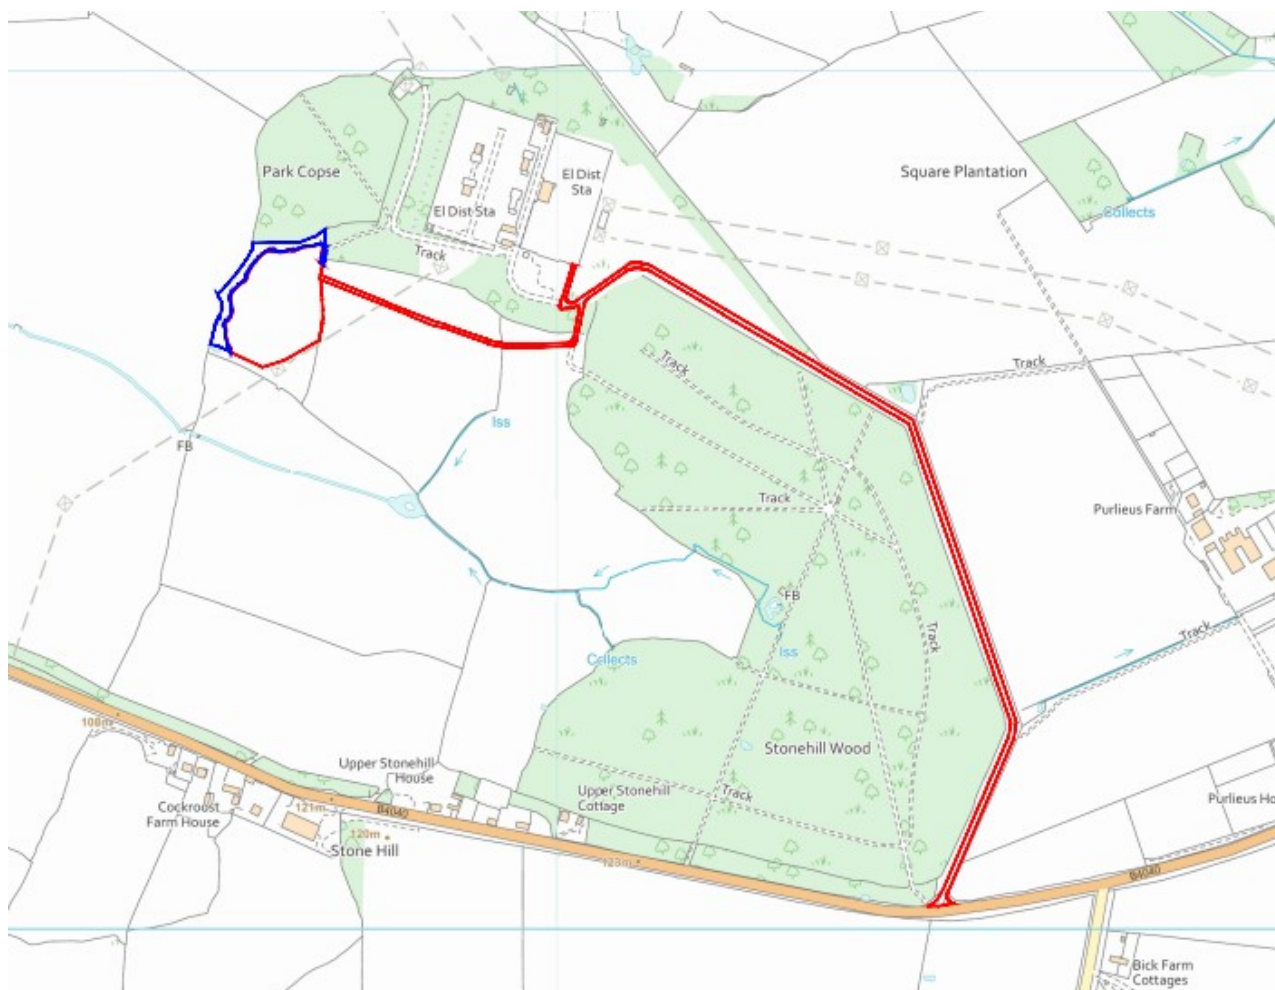 Park Copse
El Dist
Sta
Square Plantation
El Dist Sta
Collects
Track
Track
Track
Iss
FB
Track
Purlieus Farm
FB
Track
Track
Iss
Collects
108m
Stonehill Wood
Upper Stonehill
House
Upper Stonehill
Cottage
Track
Purlieus Ho
Cockroust
Farm House
121m
B4040
120m
Stone Hill
123m
B4040
Bick Farm
Cottages